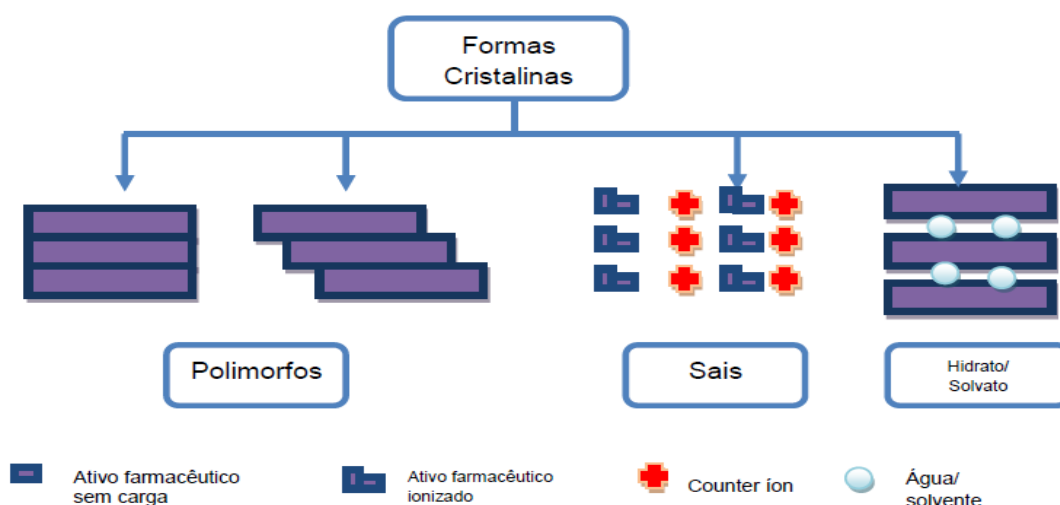 Formas
Cristalinas
Polimorfos
Sais
Hidrato/
Solvato
Ativo farmacêutico
sem carga
Ativo farmacêutico
ionizado
Counter íon
Água/
solvente